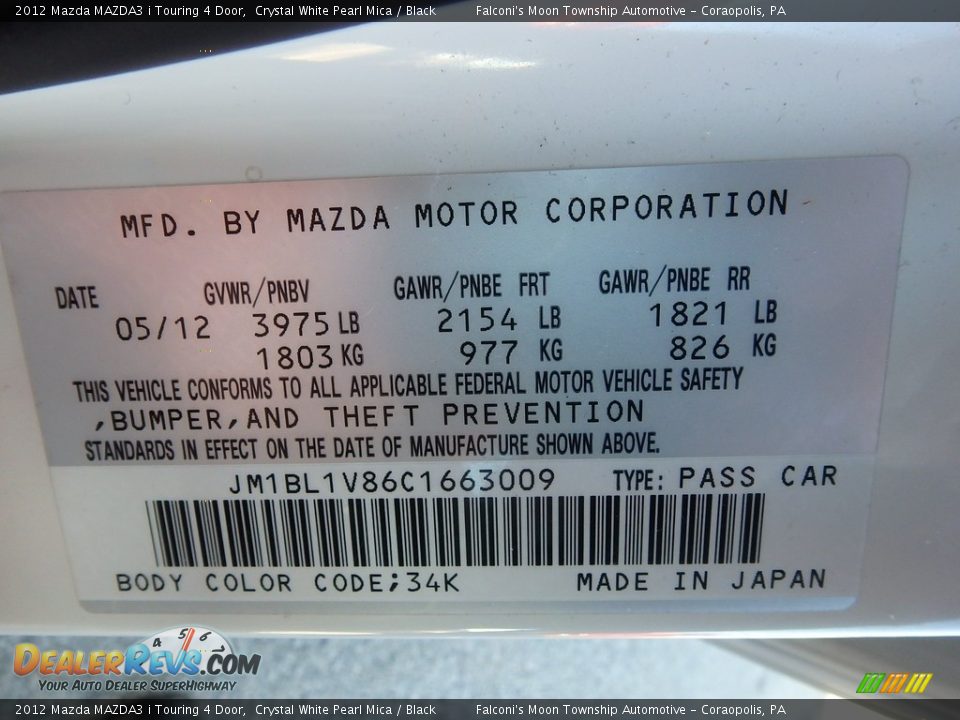 2012 Mazda MAZDA3 i Touring 4 Door, Crystal White Pearl Mica / Black Falconi's Moon Township Automotive - Coraopolis, PA
MFD. BY MAZDA MOTOR CORPORATION
DATE GVWR/PNBV GAWR/PNBE FRT GAWR/PNBE RR
05/12 3975 LB 2154 LB 1821 LB
1803 KG 977 KG 826 KG
THIS VEHICLE CONFORMS TO ALL APPLICABLE FEDERAL MOTOR VEHICLE SAFETY
,BUMPER,AND THEFT PREVENTION
STANDARDS IN EFFECT ON THE DATE OF MANUFACTURE SHOWN ABOVE.
JM1BL1V86C1663009 TYPE: PASS CAR
BODY COLOR CODE;34K MADE IN JAPAN
4 5 6
DEALERREVS.COM
YOUR AUTO DEALER SUPERHIGHWAY
2012 Mazda MAZDA3 i Touring 4 Door, Crystal White Pearl Mica / Black Falconi's Moon Township Automotive - Coraopolis, PA